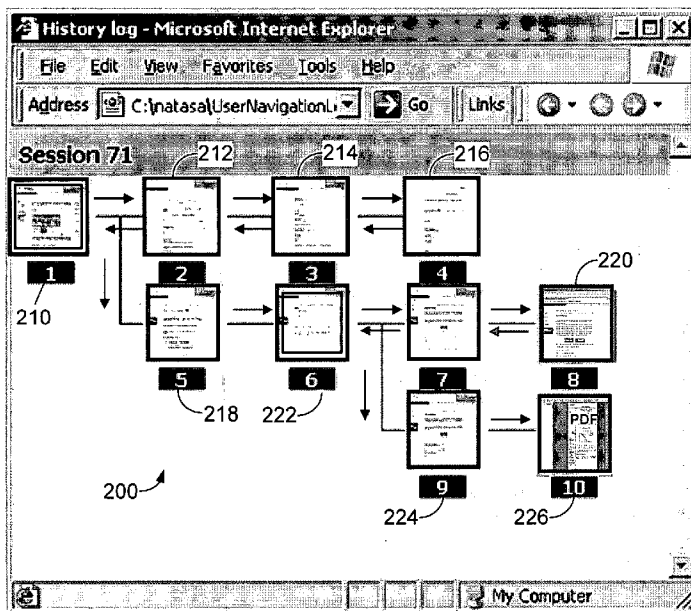 History log - Microsoft Internet Explorer
File Edit View Favorites Tools Help
Address C:\natasal\UserNavigationL Go Links
Session 71
212 214 216
1 2 3 4
210 220
PDF
5 6 7 8
218 222
200
9 10
224 226
My Computer